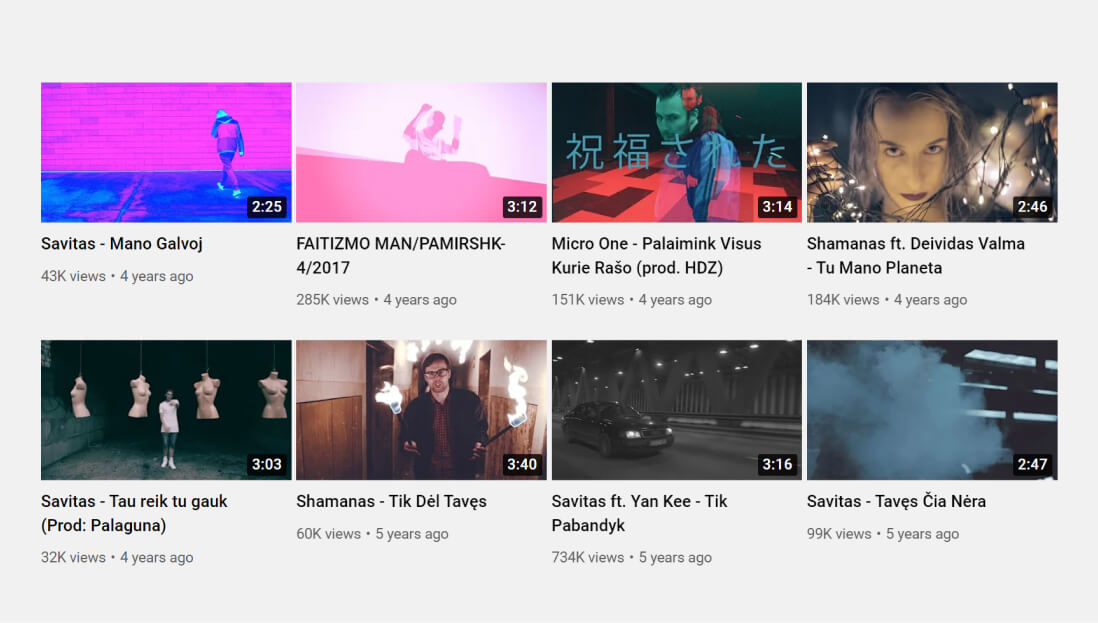 2:25
3:12
祝福された
3:14
2:46
Savitas - Mano Galvoj
43K views • 4 years ago
FAITIZMO MAN/PAMIRSHK-
4/2017
285K views • 4 years ago
Micro One - Palaimink Visus
Kurie Rašo (prod. HDZ)
151K views • 4 years ago
Shamanas ft. Deividas Valma
- Tu Mano Planeta
184K views • 4 years ago
3:03
3:40
3:16
2:47
Savitas - Tau reik tu gauk
(Prod: Palaguna)
32K views • 4 years ago
Shamanas - Tik Dėl Tavęs
60K views • 5 years ago
Savitas ft. Yan Kee - Tik
Pabandyk
734K views • 5 years ago
Savitas - Tavęs Čia Nėra
99K views • 5 years ago